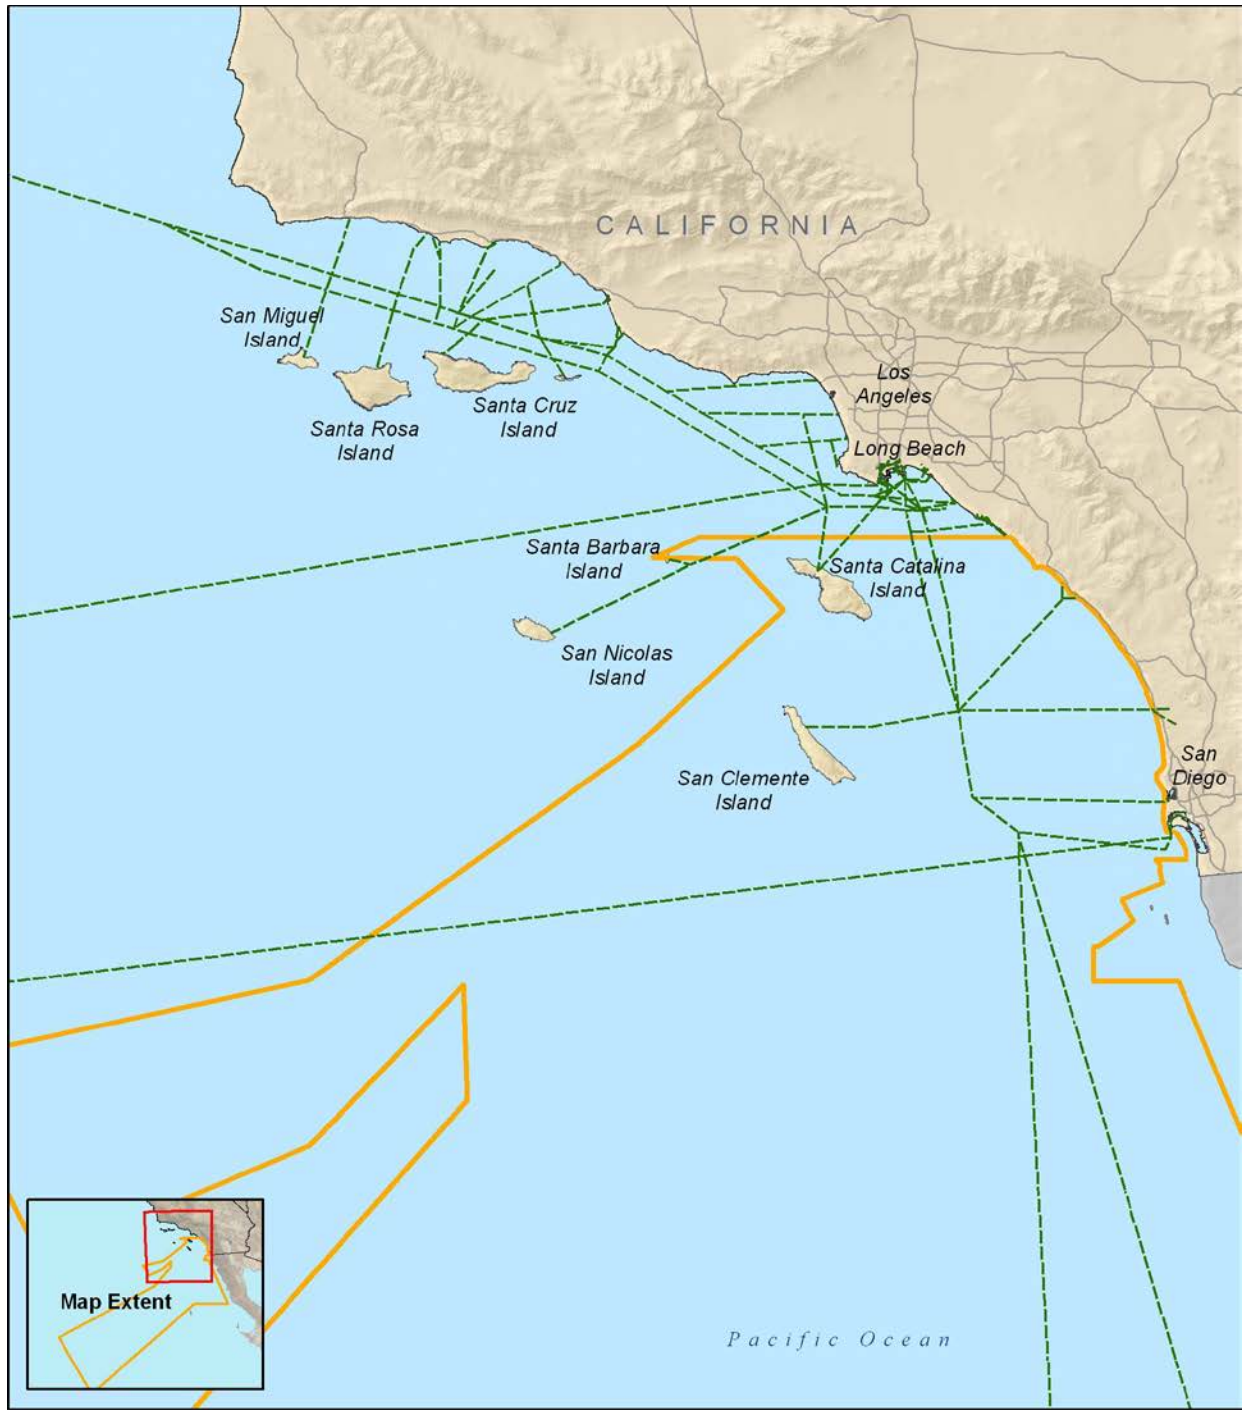 CALIFORNIA
San Miguel
Island
Santa Rosa
Island
Santa Cruz
Island
Los
Angeles
Long Beach
Santa Barbara
Island
Santa Catalina
Island
San Nicolas
Island
San Clemente
Island
San
Diego
Map Extent
Pacific Ocean